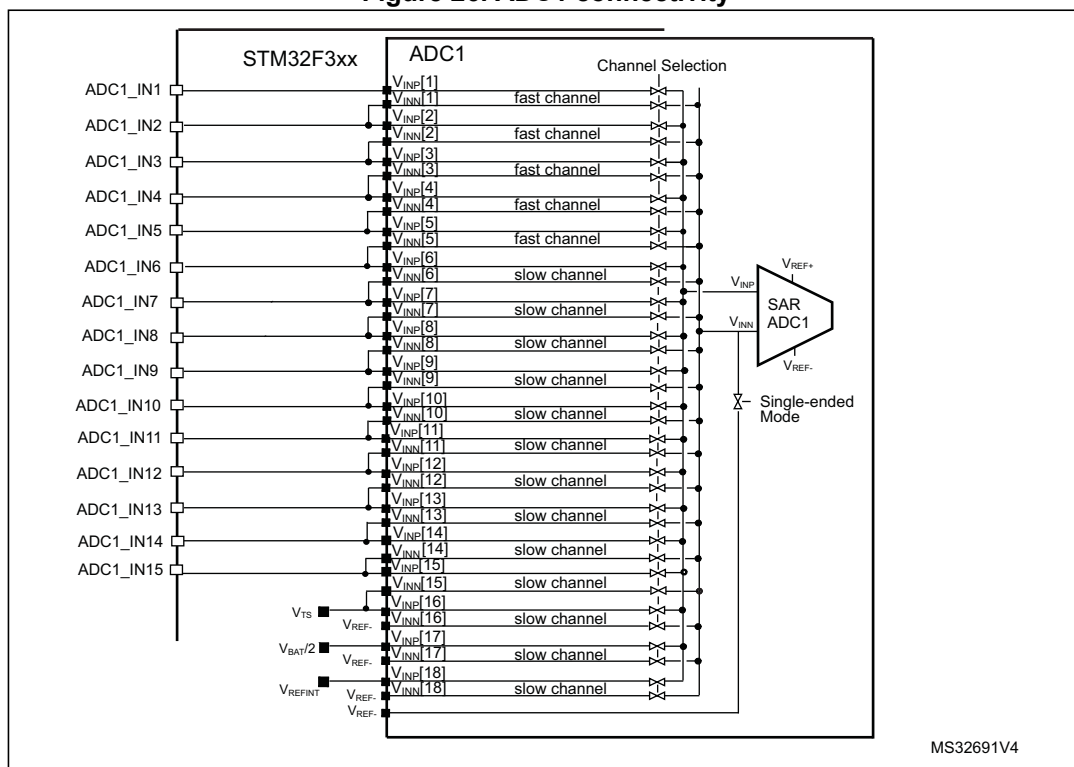 Figure 26. ADC1 connectivity
STM32F3xx
ADC1
Channel Selection
ADC1_IN1
VINP[1]
VINN[1]
fast channel
ADC1_IN2
VINP[2]
VINN[2]
fast channel
ADC1_IN3
VINP[3]
VINN[3]
fast channel
ADC1_IN4
VINP[4]
VINN[4]
fast channel
ADC1_IN5
VINP[5]
VINN[5]
fast channel
ADC1_IN6
VINP[6]
VINN[6]
slow channel
ADC1_IN7
VINP[7]
VINN[7]
slow channel
ADC1_IN8
VINP[8]
VINN[8]
slow channel
ADC1_IN9
VINP[9]
VINN[9]
slow channel
ADC1_IN10
VINP[10]
VINN[10]
slow channel
ADC1_IN11
VINP[11]
VINN[11]
slow channel
ADC1_IN12
VINP[12]
VINN[12]
slow channel
ADC1_IN13
VINP[13]
VINN[13]
slow channel
ADC1_IN14
VINP[14]
VINN[14]
slow channel
ADC1_IN15
VINP[15]
VINN[15]
slow channel
VTS
VREF-
VINP[16]
VINN[16]
slow channel
VBAT/2
VREF-
VINP[17]
VINN[17]
slow channel
VREFINT
VREF-
VINP[18]
VINN[18]
slow channel
VREF-
VREF+
VINP
SAR
ADC1
VINN
VREF-
Single-ended
Mode
MS32691V4